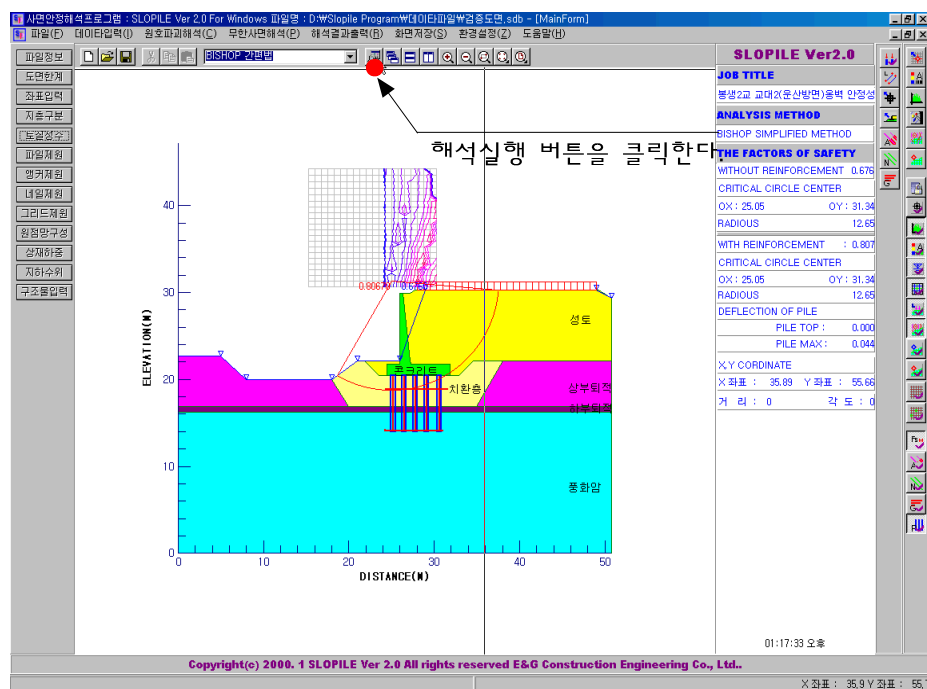 사면안정해석프로그램 : SLOPILE Ver 2,0 For Windows 파일명 : D:₩Slopile Program₩데이타파일₩검증도면,sdb - [MainForm]
파일(F) 데이타입력(I) 원호파괴해석(C) 무한사면해석(P) 해석결과출력(R) 화면저장(S) 환경설정(Z) 도움말(H)
파일정보
도면한계
좌표입력
지층구분
토질정수
파일제원
앵커제원
네일제원
그리드제원
원점망구성
상재하중
지하수위
구조물입력
BISHOP 간편법
해석실행 버튼을 클릭한다.
ELEVATION(M)
40
30
20
10
0
0 10 20 30 40 50
DISTANCE(M)
성토
콘크리트
치환층
상부퇴적
하부퇴적
풍화암
SLOPILE Ver2.0
JOB TITLE
봉생2교 교대2(운산방면)옹벽 안정성
ANALYSIS METHOD
BISHOP SIMPLIFIED METHOD
THE FACTORS OF SAFETY
WITHOUT REINFORCEMENT 0.676
CRITICAL CIRCLE CENTER
OX : 25.05 OY : 31.34
RADIOUS 12.65
WITH REINFORCEMENT : 0.807
CRITICAL CIRCLE CENTER
OX : 25.05 OY : 31.34
RADIOUS 12.65
DEFLECTION OF PILE
PILE TOP : 0.000
PILE MAX : 0.044
X,Y CORDINATE
X 좌표 : 35.89 Y 좌표 : 55.66
거 리 : 0 각 도 : 0
01:17:33 오후
Copyright(c) 2000. 1 SLOPILE Ver 2.0 All rights reserved E&G Construction Engineering Co., Ltd..
X 좌표 : 35,9 Y 좌표 : 55,